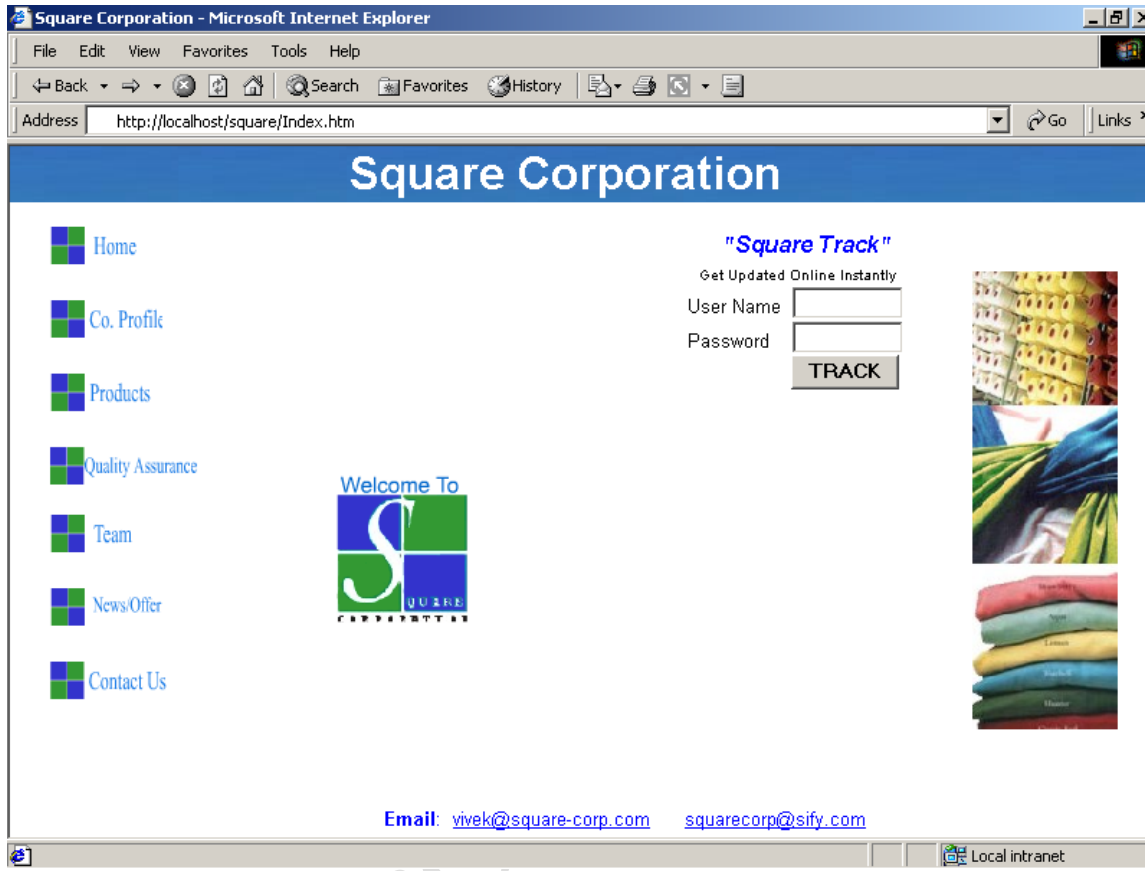 Square Corporation - Microsoft Internet Explorer
File Edit View Favorites Tools Help
Back Search Favorites History
Address http://localhost/square/Index.htm Go Links
Square Corporation
Home
Co. Profile
Products
Quality Assurance
Team
News/Offer
Contact Us
Welcome To
SQUARE
CORPORATION
"Square Track"
Get Updated Online Instantly
User Name
Password
TRACK
Email: vivek@square-corp.com squarecorp@sify.com
Local intranet